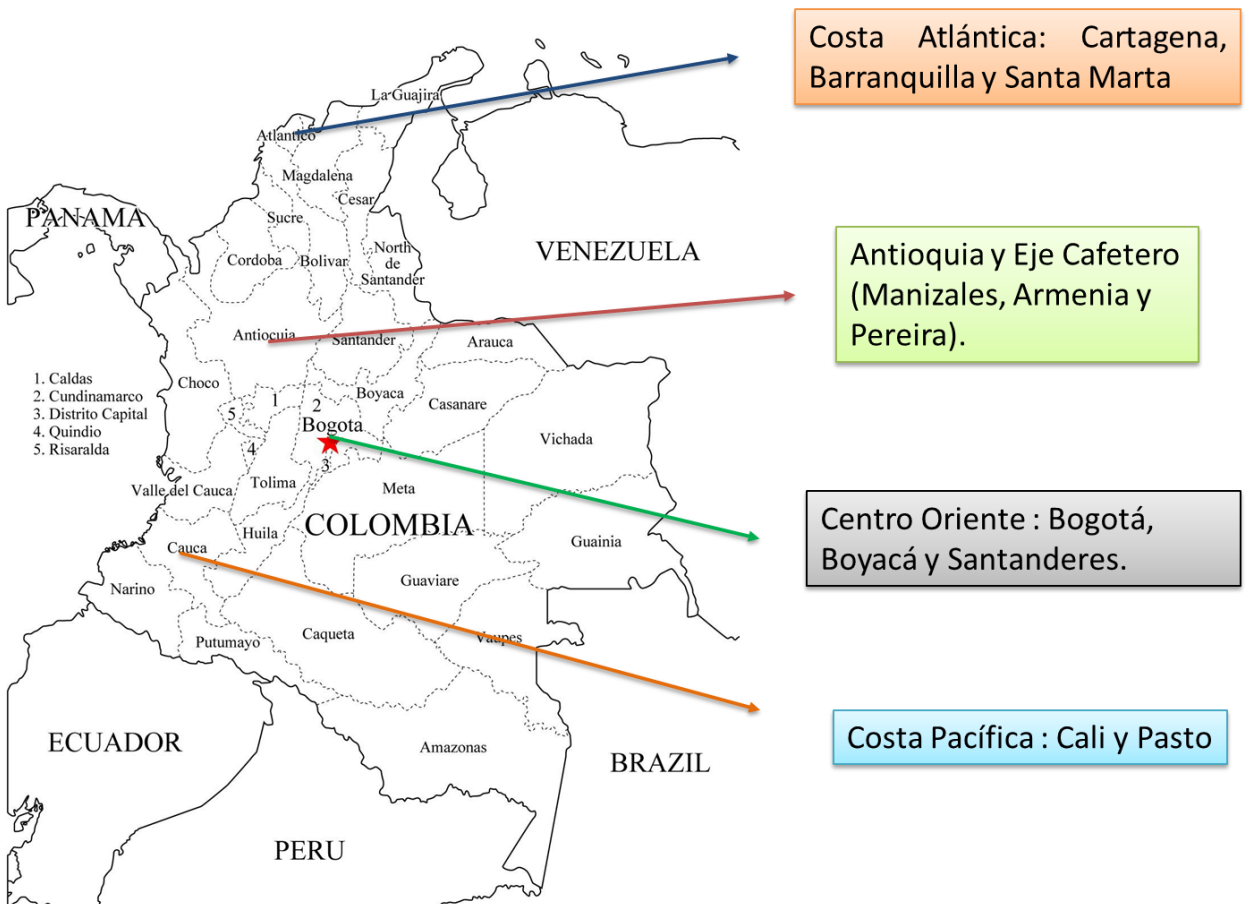 Costa Atlántica: Cartagena,
Barranquilla y Santa Marta
La Guajira
Atlantico
Magdalena
Cesar
PANAMA
Sucre
VENEZUELA
North
de
Santander
Cordoba
Bolivar
Antioquia y Eje Cafetero
(Manizales, Armenia y
Pereira).
Antioquia
Santander
Arauca
1. Caldas
2. Cundinamarco
3. Distrito Capital
4. Quindio
5. Risaralda
Choco
Boyaca
Casanare
1
2
5
Bogota
Vichada
4
3
Valle del Cauca
Tolima
Meta
COLOMBIA
Centro Oriente : Bogotá,
Boyacá y Santanderes.
Huila
Cauca
Guainia
Narino
Guaviare
Putumayo
Caqueta
Vaupes
Costa Pacífica : Cali y Pasto
ECUADOR
Amazonas
BRAZIL
PERU